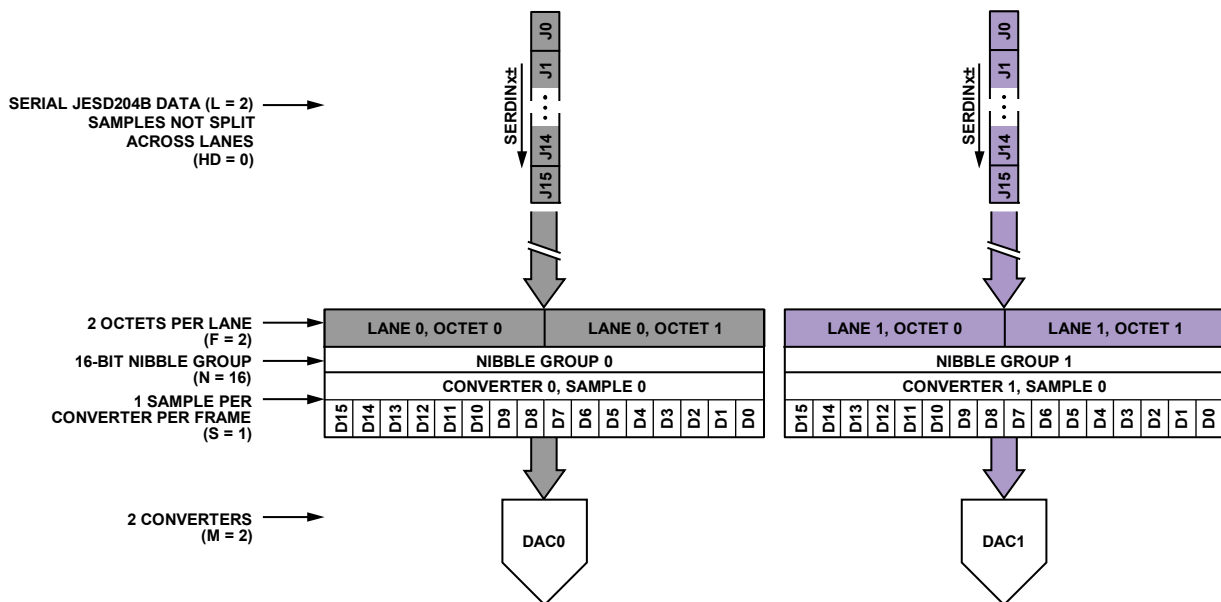 SERIAL JESD204B DATA (L = 2)
SAMPLES NOT SPLIT
ACROSS LANES
(HD = 0)
SERDINx±
J0
J1
J14
J15
SERDINx±
J0
J1
J14
J15
2 OCTETS PER LANE
(F = 2)
LANE 0, OCTET 0
LANE 0, OCTET 1
LANE 1, OCTET 0
LANE 1, OCTET 1
16-BIT NIBBLE GROUP
(N = 16)
NIBBLE GROUP 0
NIBBLE GROUP 1
CONVERTER 0, SAMPLE 0
CONVERTER 1, SAMPLE 0
1 SAMPLE PER
CONVERTER PER FRAME
(S = 1)
D15 D14 D13 D12 D11 D10 D9 D8 D7 D6 D5 D4 D3 D2 D1 D0
D15 D14 D13 D12 D11 D10 D9 D8 D7 D6 D5 D4 D3 D2 D1 D0
2 CONVERTERS
(M = 2)
DAC0
DAC1